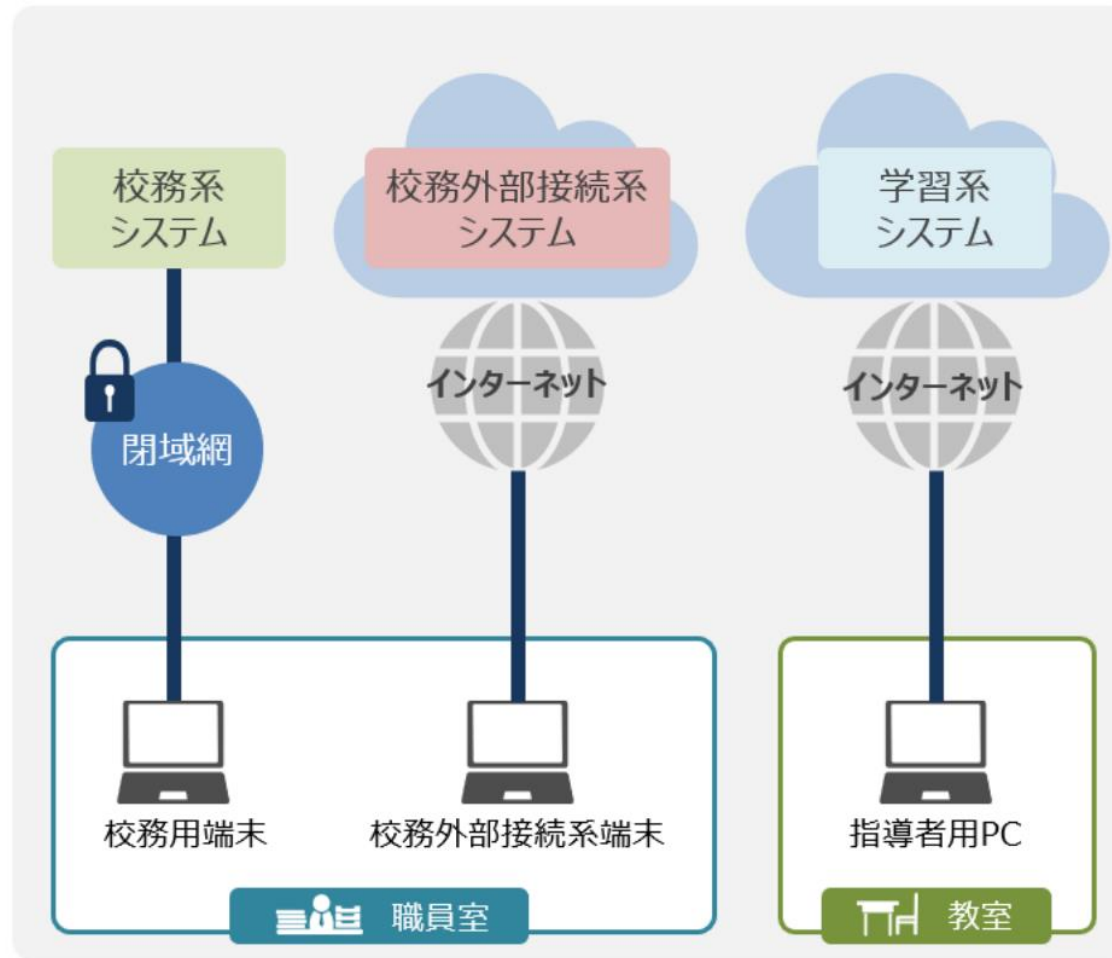 校務系
システム
校務外部接続系
システム
学習系
システム
インターネット
インターネット
閉域網
校務用端末
校務外部接続系端末
指導者用PC
職員室
教室